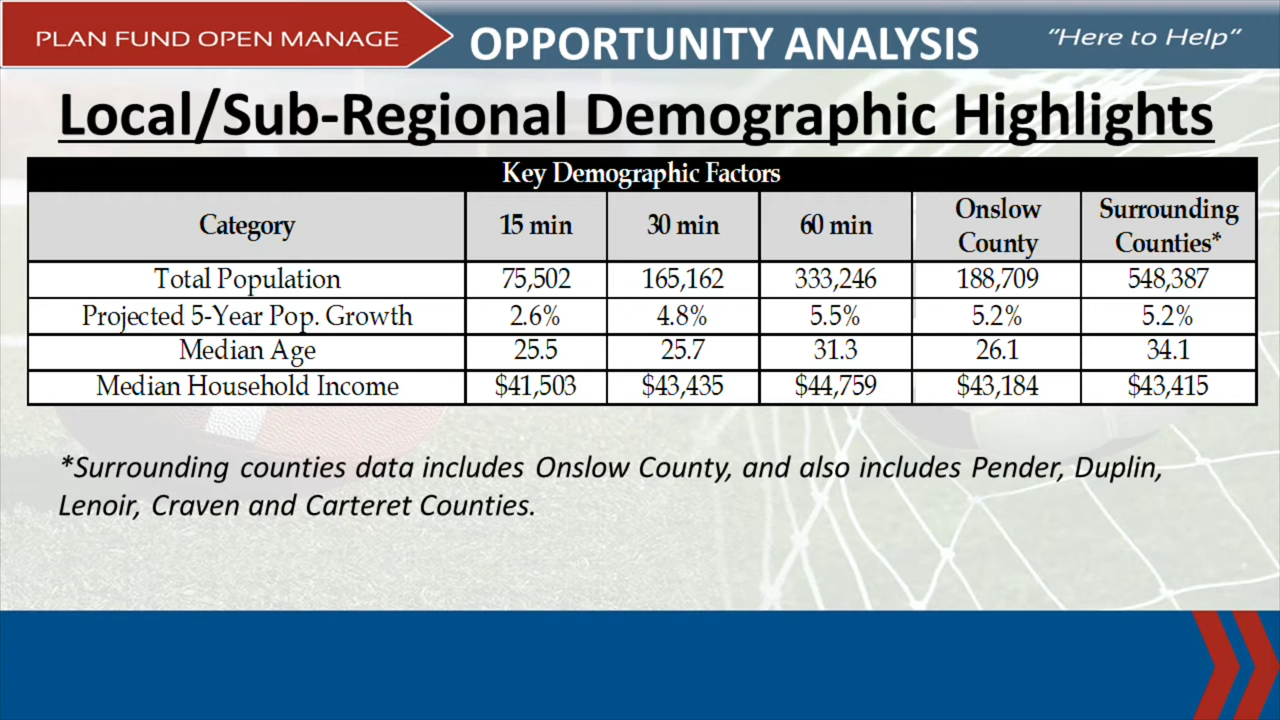 PLAN FUND OPEN MANAGE
OPPORTUNITY ANALYSIS
"Here to Help"
Local/Sub-Regional Demographic Highlights
Key Demographic Factors
Category 15 min 30 min 60 min Onslow County Surrounding Counties*
Total Population 75,502 165,162 333,246 188,709 548,387
Projected 5-Year Pop. Growth 2.6% 4.8% 5.5% 5.2% 5.2%
Median Age 25.5 25.7 31.3 26.1 34.1
Median Household Income $41,503 $43,435 $44,759 $43,184 $43,415
*Surrounding counties data includes Onslow County, and also includes Pender, Duplin,
Lenoir, Craven and Carteret Counties.